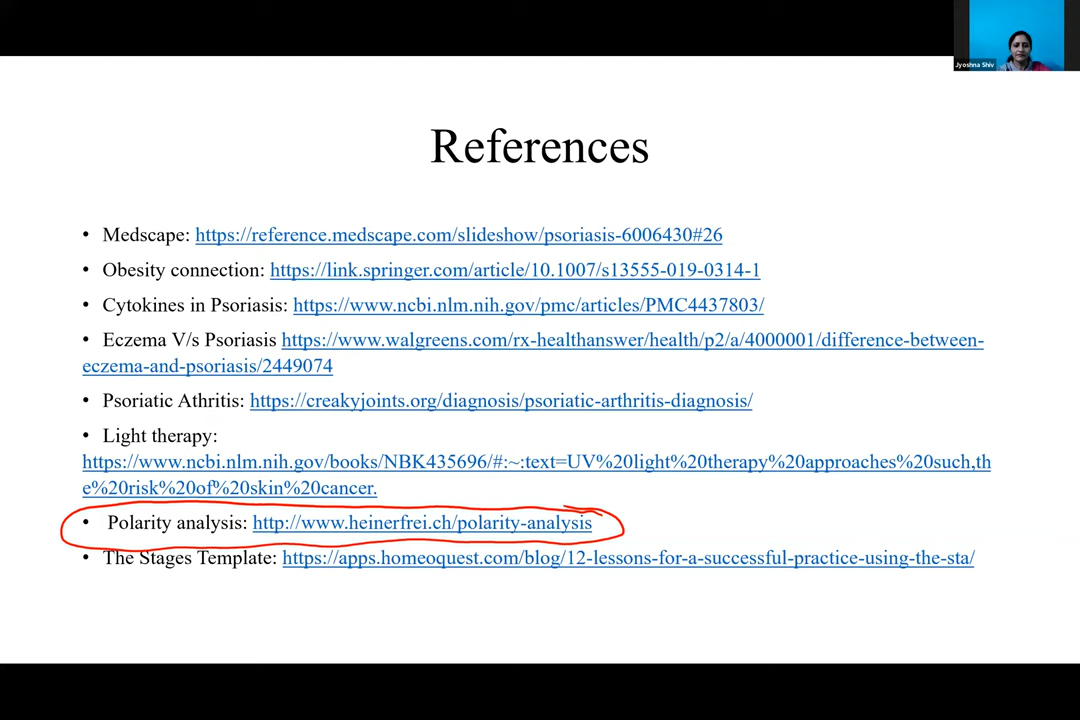 Jyoshna Shiv
References
• Medscape: https://reference.medscape.com/slideshow/psoriasis-6006430#26
• Obesity connection: https://link.springer.com/article/10.1007/s13555-019-0314-1
• Cytokines in Psoriasis: https://www.ncbi.nlm.nih.gov/pmc/articles/PMC4437803/
• Eczema V/s Psoriasis https://www.walgreens.com/rx-healthanswer/health/p2/a/4000001/difference-between-
eczema-and-psoriasis/2449074
• Psoriatic Athritis: https://creakyjoints.org/diagnosis/psoriatic-arthritis-diagnosis/
• Light therapy:
https://www.ncbi.nlm.nih.gov/books/NBK435696/#:~:text=UV%20light%20therapy%20approaches%20such,th
e%20risk%20of%20skin%20cancer.
• Polarity analysis: http://www.heinerfrei.ch/polarity-analysis
• The Stages Template: https://apps.homeoquest.com/blog/12-lessons-for-a-successful-practice-using-the-sta/